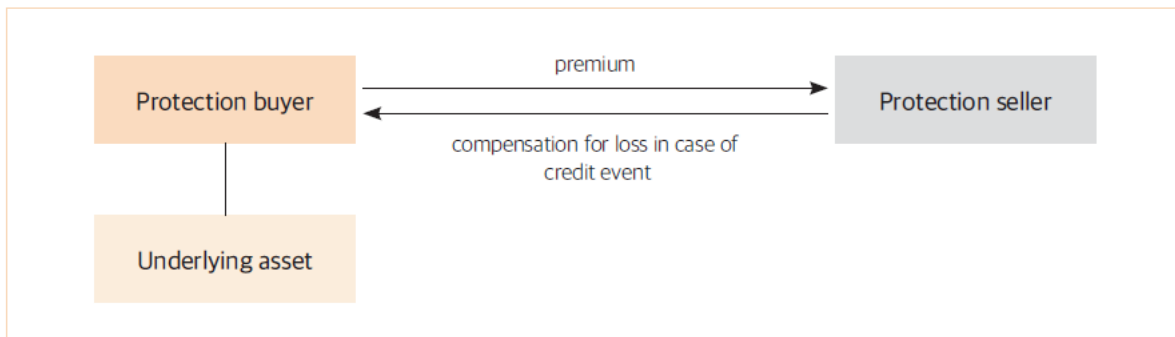 premium
Protection buyer
Protection seller
compensation for loss in case of
credit event
Underlying asset